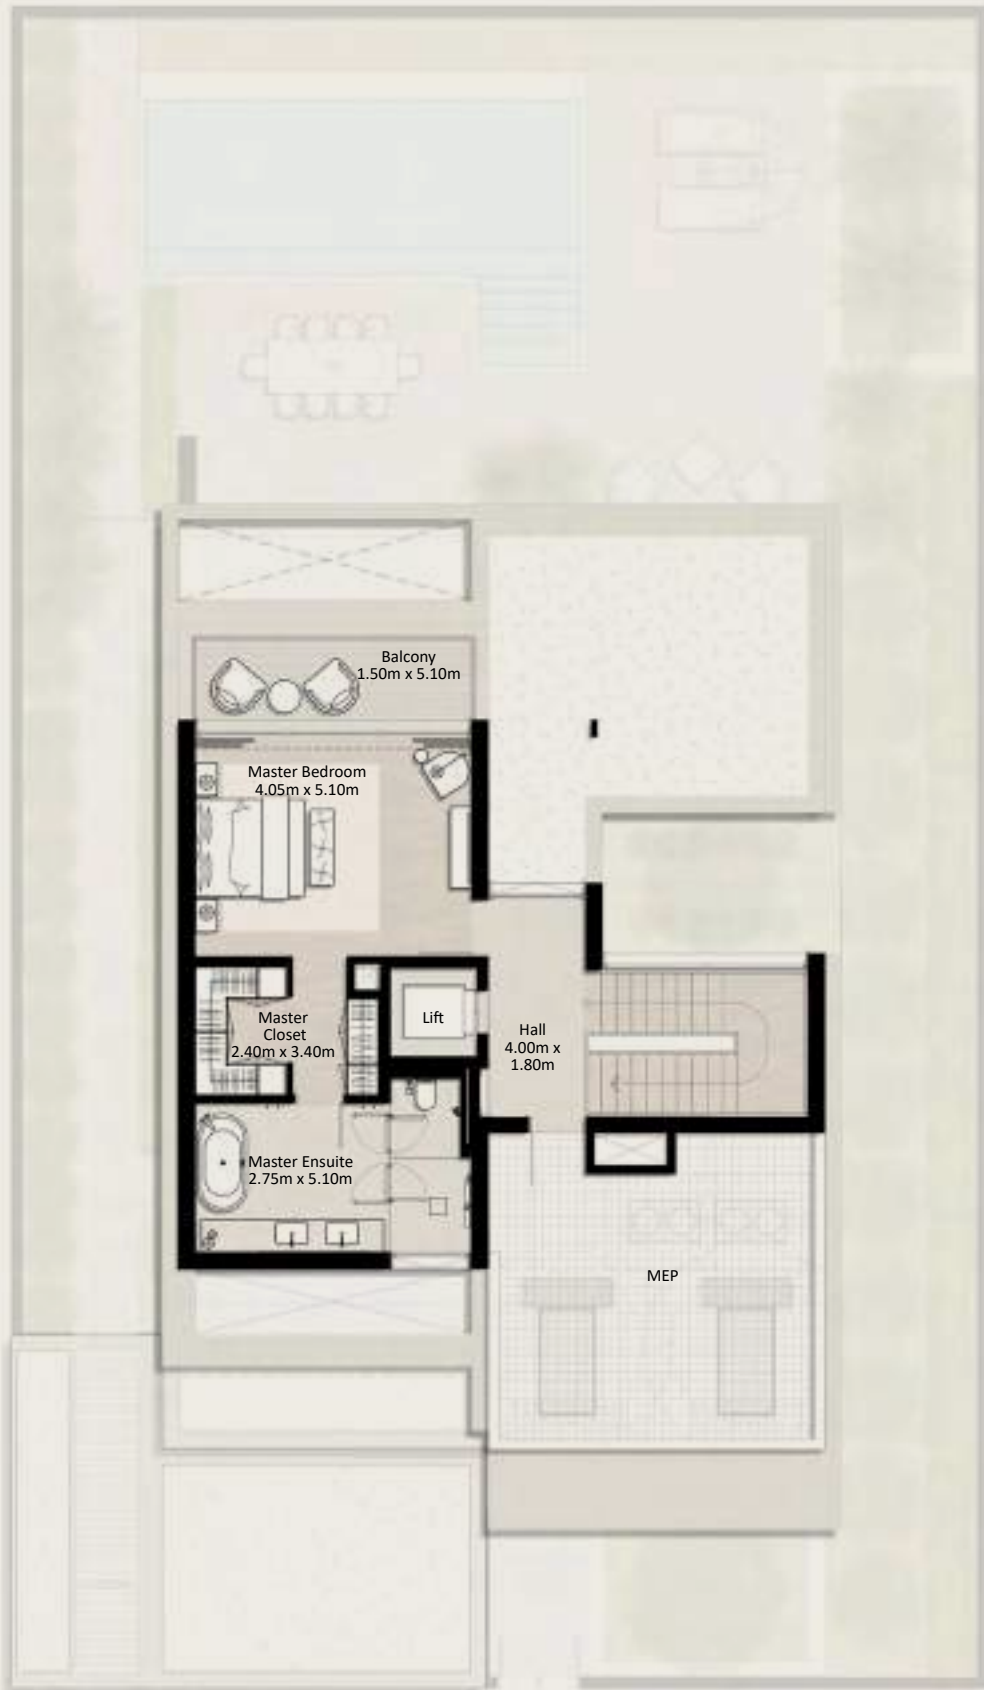 Balcony
1.50m x 5.10m
Master Bedroom
4.05m x 5.10m
Master
Closet
2.40m x 3.40m
Lift
Hall
4.00m x
1.80m
Master Ensuite
2.75m x 5.10m
MEP